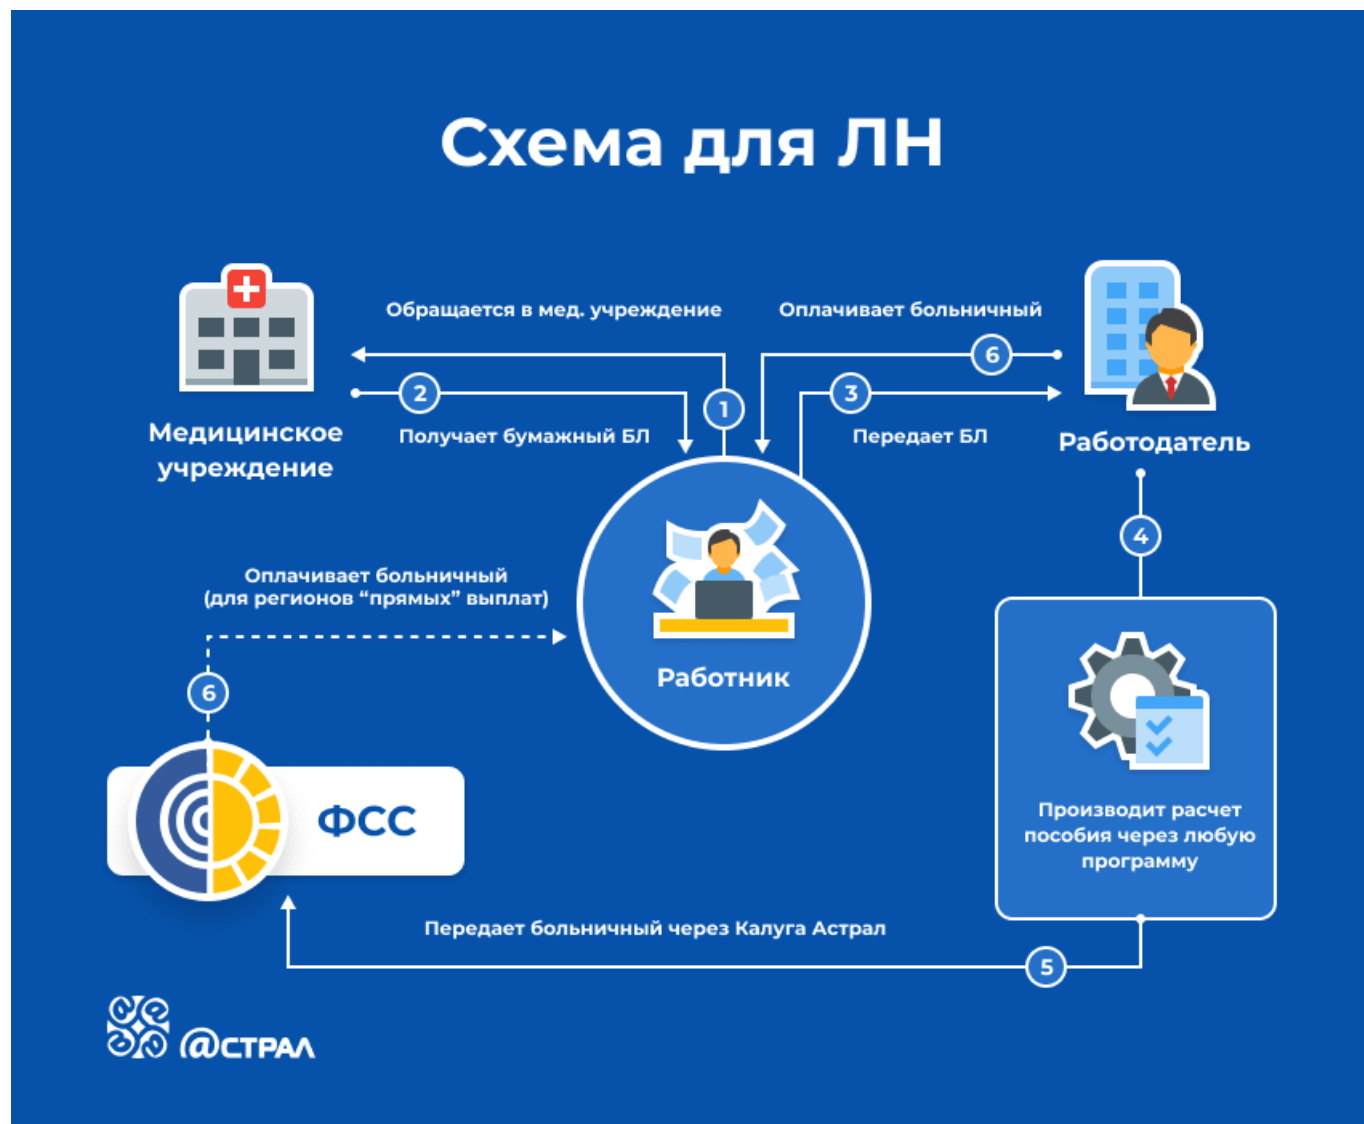 Схема для ЛН
Обращается в мед. учреждение
Оплачивает больничный
6
2
3
1
Получает бумажный БЛ
Передает БЛ
Медицинское
учреждение
Работодатель
4
Оплачивает больничный
(для регионов “прямых” выплат)
6
Работник
ФСС
Производит расчет
пособия через любую
программу
Передает больничный через Калуга Астрал
5
@СТРАЛ